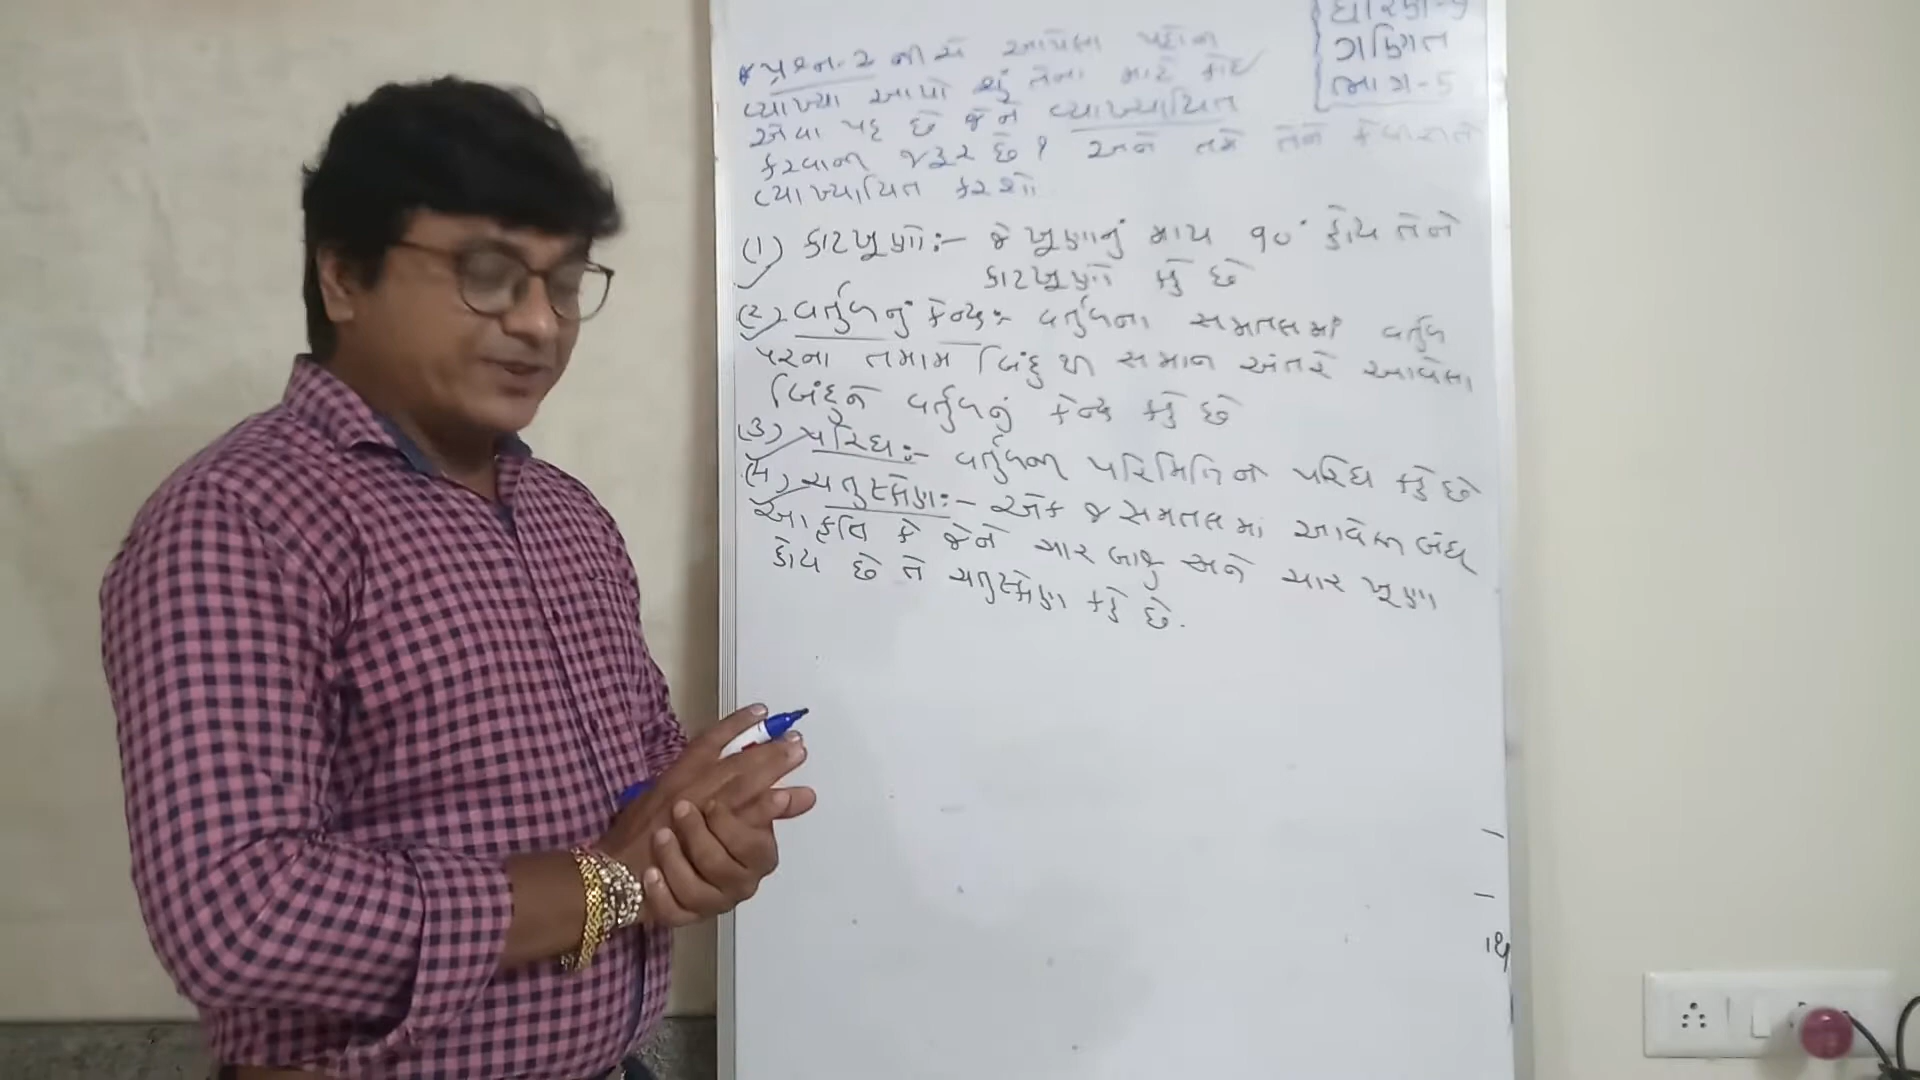 ધોરણ-9
ગણિત
ભાગ-5
* પ્રશ્ન-2 નીચે આપેલા પદોની
વ્યાખ્યા આપો શું તેના માટે કોઈ
એવા પદ છે જેને વ્યાખ્યાયિત
કરવાની જરૂર છે? અને તમે તેને કેવી રીતે
વ્યાખ્યાયિત કરશો
(1) કાટખૂણો:- જે ખૂણાનું માપ ૯૦° હોય તેને
કાટખૂણો કહે છે
(2) વર્તુળનું કેન્દ્ર:- વર્તુળના સમતલમાં વર્તુળ
પરના તમામ બિંદુથી સમાન અંતરે આવેલા
બિંદુને વર્તુળનું કેન્દ્ર કહે છે
(3) પરિઘ:- વર્તુળની પરિમિતિને પરિઘ કહે છે
(4) ચતુષ્કોણ:- એક જ સમતલમાં આવેલી બંધ
આકૃતિ કે જેને ચાર બાજુ અને ચાર ખૂણા
હોય છે તે ચતુષ્કોણ કહે છે.